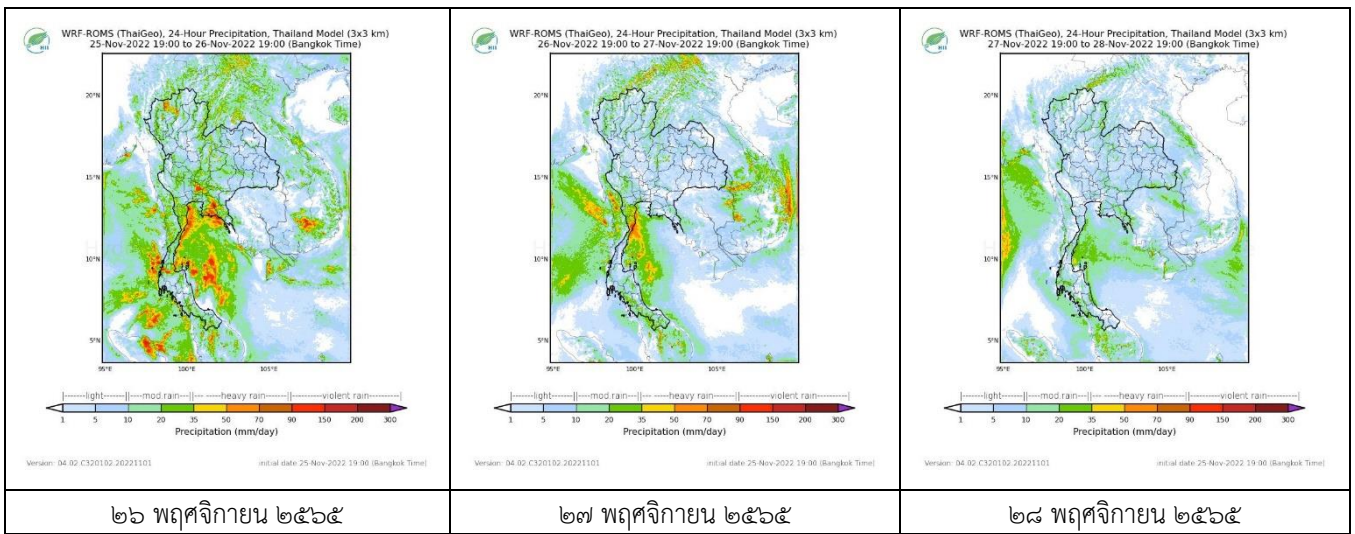 WRF-ROMS (ThaiGeo), 24-Hour Precipitation, Thailand Model (3x3 km)
25-Nov-2022 19:00 to 26-Nov-2022 19:00 (Bangkok Time)
HII
20°N
15°N
10°N
5°N
95°E 100°E 105°E
|-------light-------||----mod rain----||-------heavy rain-------||-------violent rain-------|
1 5 10 20 35 50 70 90 150 200 300
Precipitation (mm/day)
Version: 04.02.C320102.20221101 initial date 25-Nov-2022 19:00 (Bangkok Time)
๒๖ พฤศจิกายน ๒๕๖๕
WRF-ROMS (ThaiGeo), 24-Hour Precipitation, Thailand Model (3x3 km)
26-Nov-2022 19:00 to 27-Nov-2022 19:00 (Bangkok Time)
HII
20°N
15°N
10°N
5°N
95°E 100°E 105°E
|-------light-------||----mod rain----||-------heavy rain-------||-------violent rain-------|
1 5 10 20 35 50 70 90 150 200 300
Precipitation (mm/day)
Version: 04.02.C320102.20221101 initial date 25-Nov-2022 19:00 (Bangkok Time)
๒๗ พฤศจิกายน ๒๕๖๕
WRF-ROMS (ThaiGeo), 24-Hour Precipitation, Thailand Model (3x3 km)
27-Nov-2022 19:00 to 28-Nov-2022 19:00 (Bangkok Time)
HII
20°N
15°N
10°N
5°N
95°E 100°E 105°E
|-------light-------||----mod rain----||-------heavy rain-------||-------violent rain-------|
1 5 10 20 35 50 70 90 150 200 300
Precipitation (mm/day)
Version: 04.02.C320102.20221101 initial date 25-Nov-2022 19:00 (Bangkok Time)
๒๘ พฤศจิกายน ๒๕๖๕